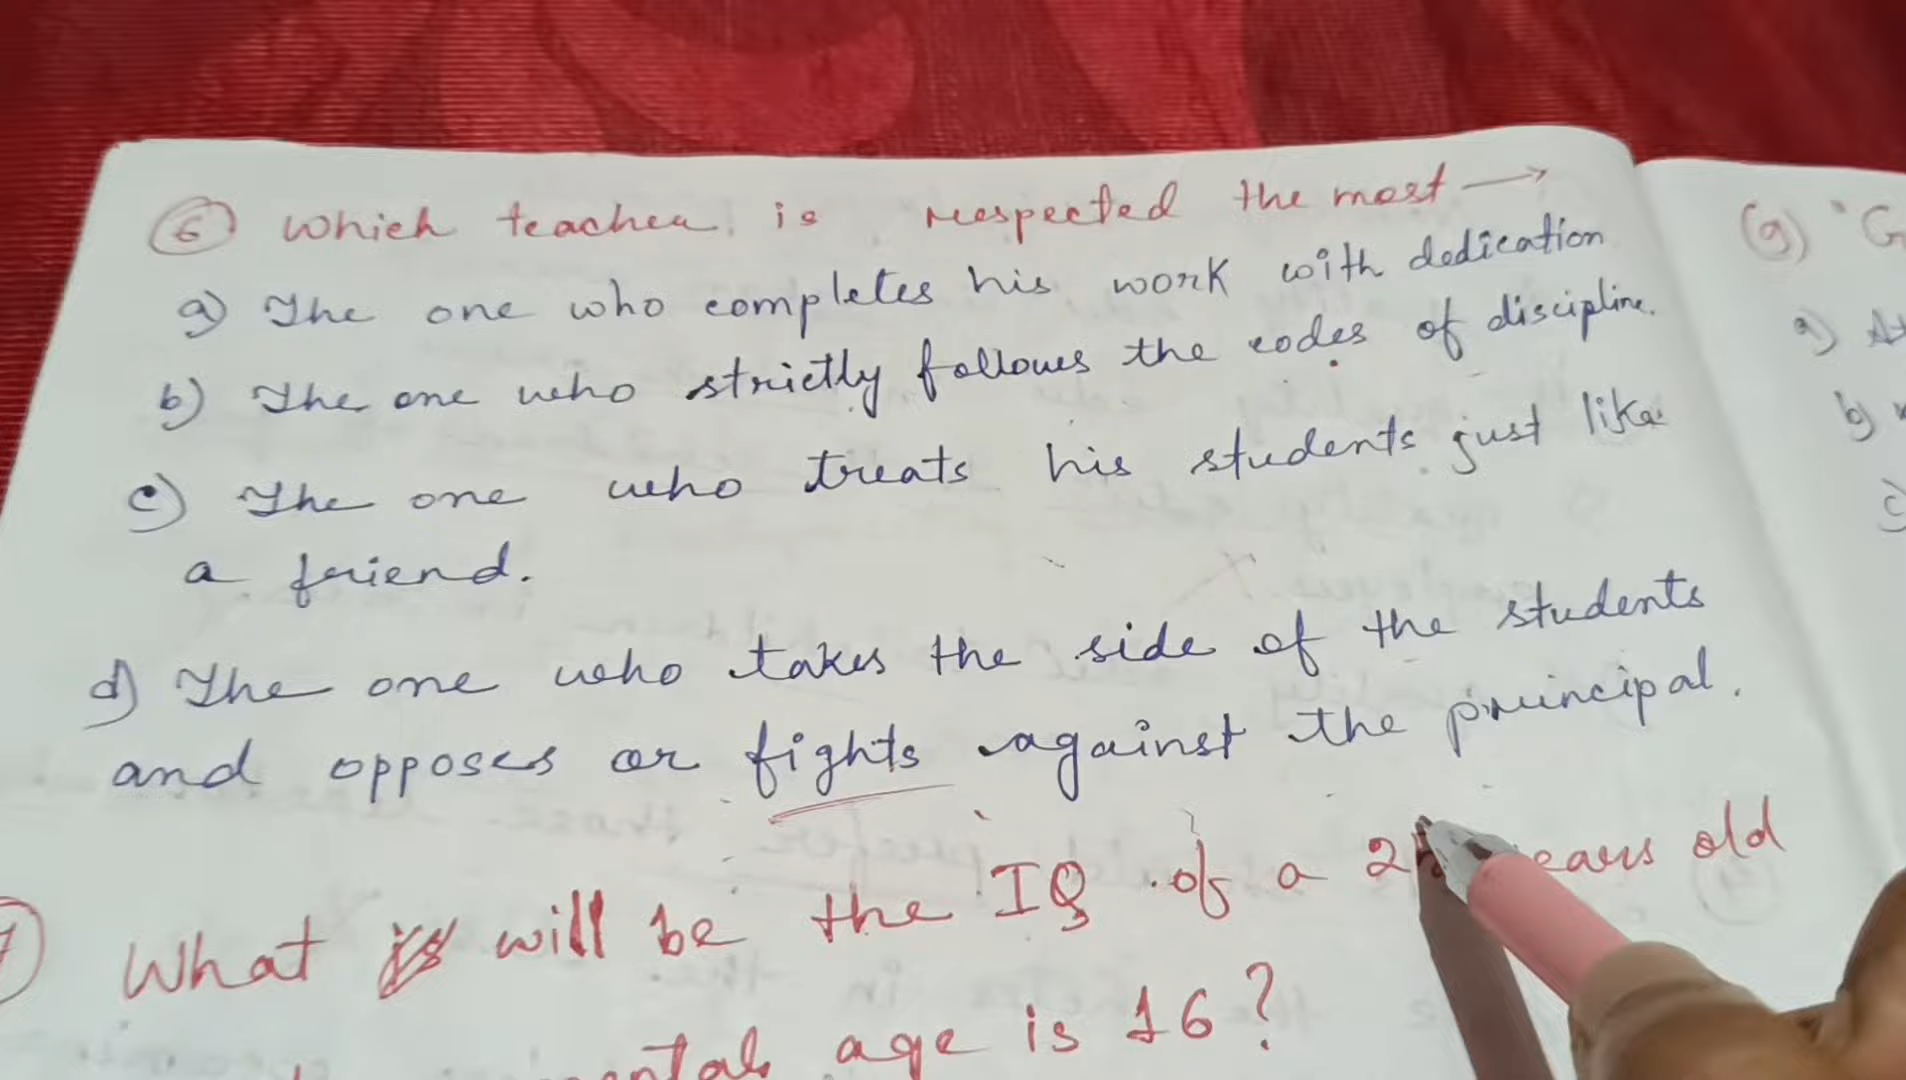 6 which teacher is respected the most →
a) The one who completes his work with dedication
b) The one who strictly follows the codes of discipline.
c) The one who treats his students just like
a friend.
d) The one who takes the side of the students
and opposes or fights against the principal.
7 What will be the IQ of a old
age is 16?
(9) "G
a)
b)
c)